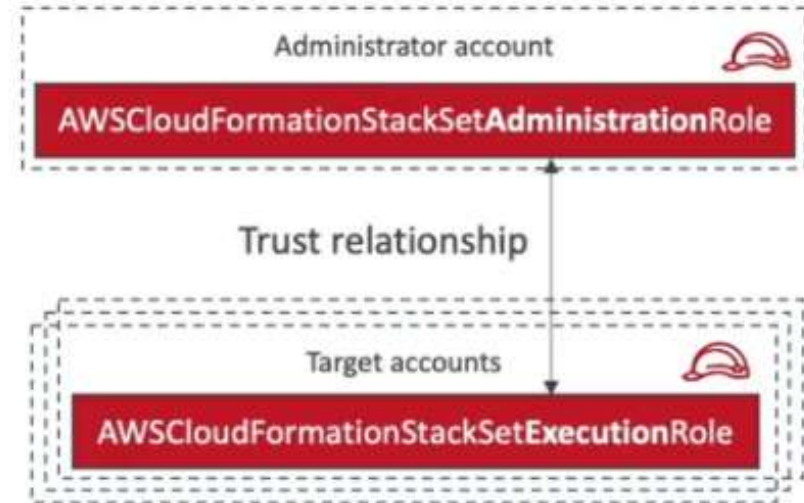 Administrator account
AWSCloudFormationStackSetAdministrationRole
Trust relationship
Target accounts
AWSCloudFormationStackSetExecutionRole